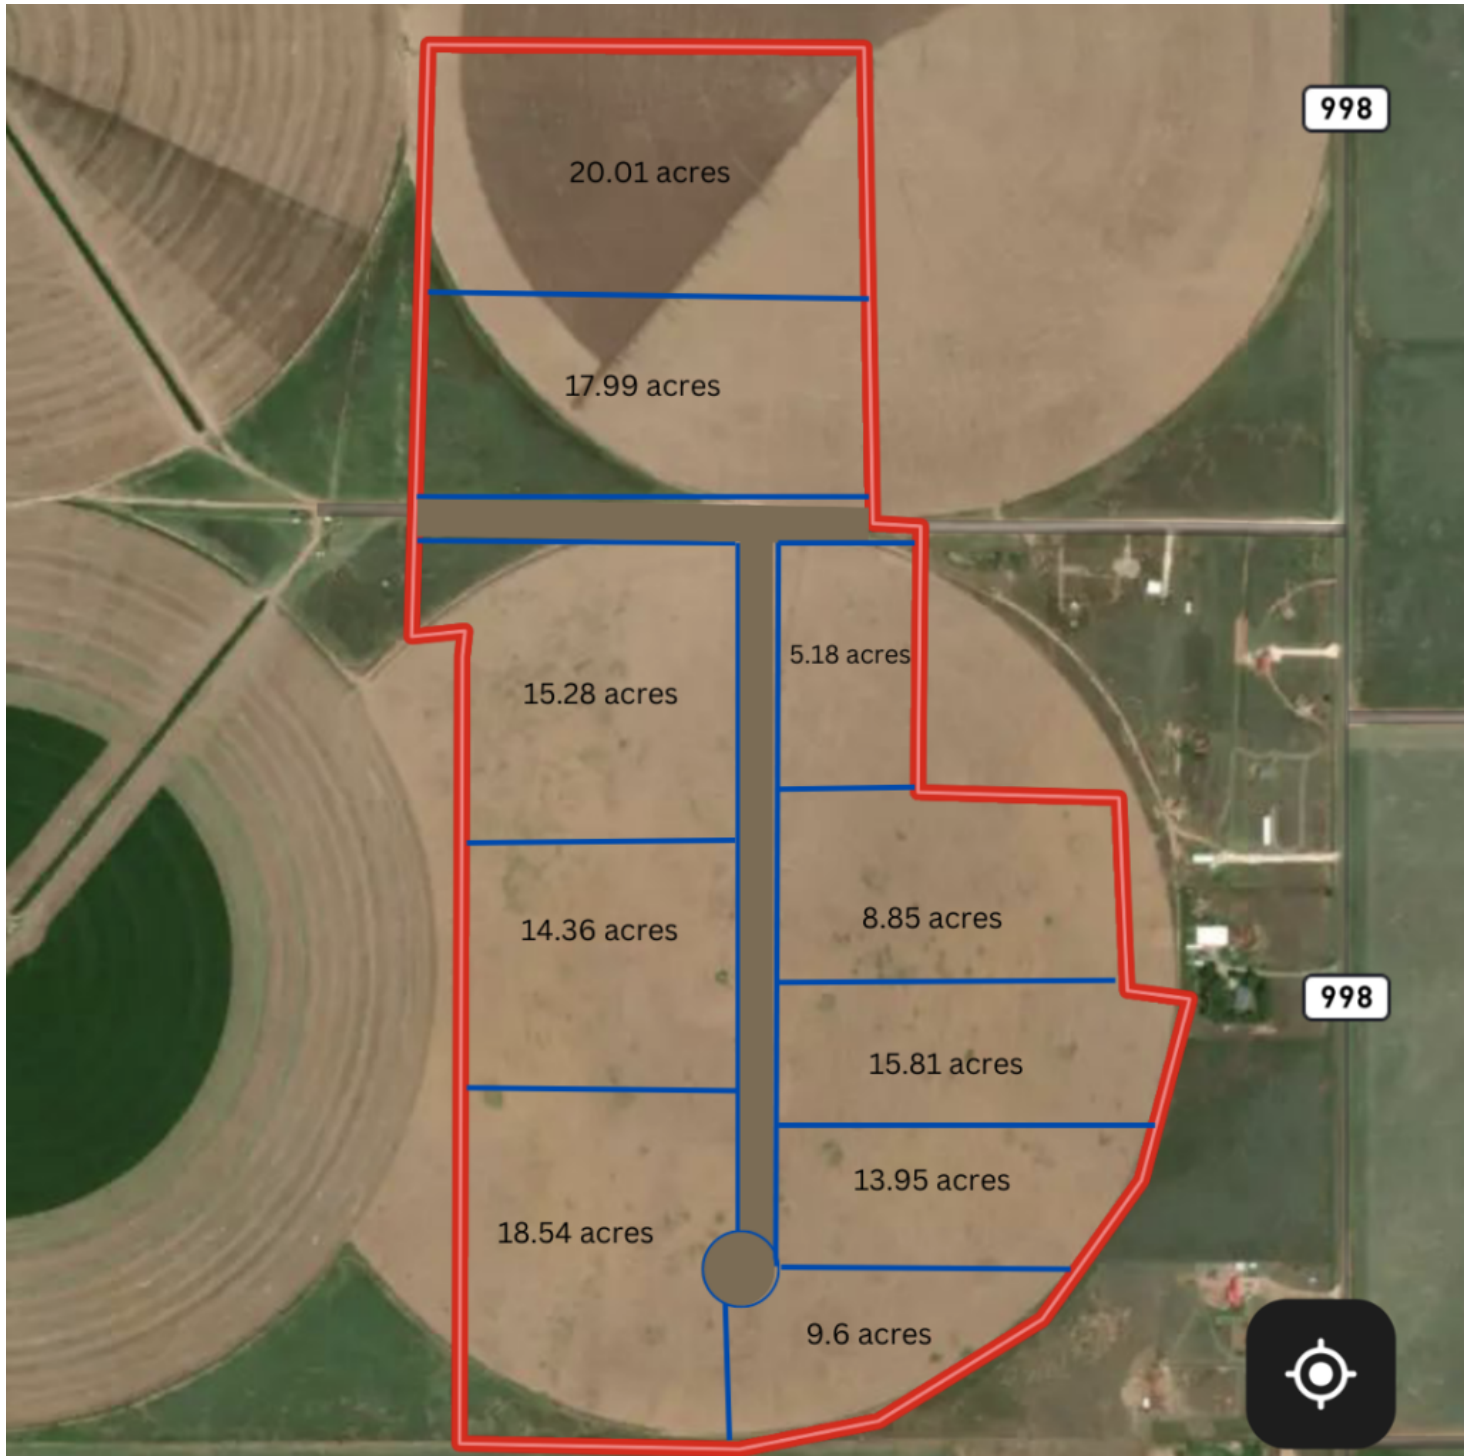 998
20.01 acres
17.99 acres
5.18 acres
15.28 acres
8.85 acres
14.36 acres
998
15.81 acres
13.95 acres
18.54 acres
9.6 acres